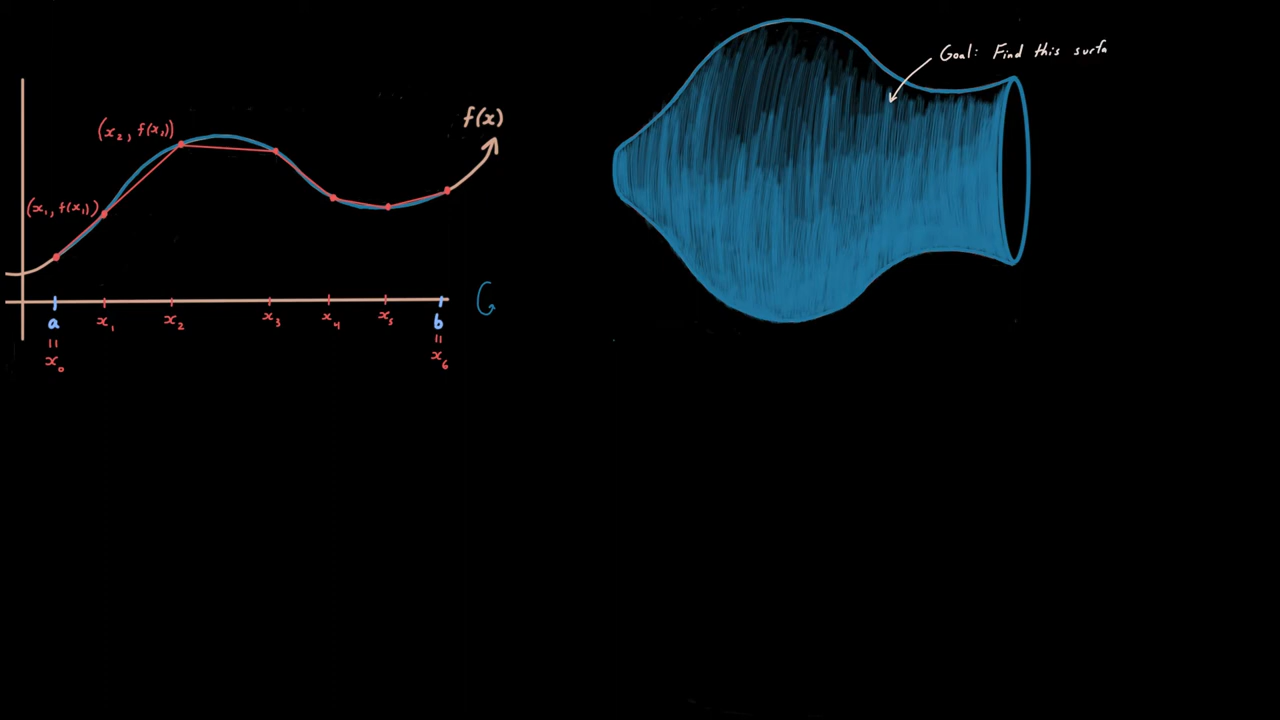 Goal: Find this surfa
f(x)
(x₂, f(x₂))
(x₁, f(x₁))
a x₁ x₂ x₃ x₄ x₅ b
|| ||
x₀ x₆